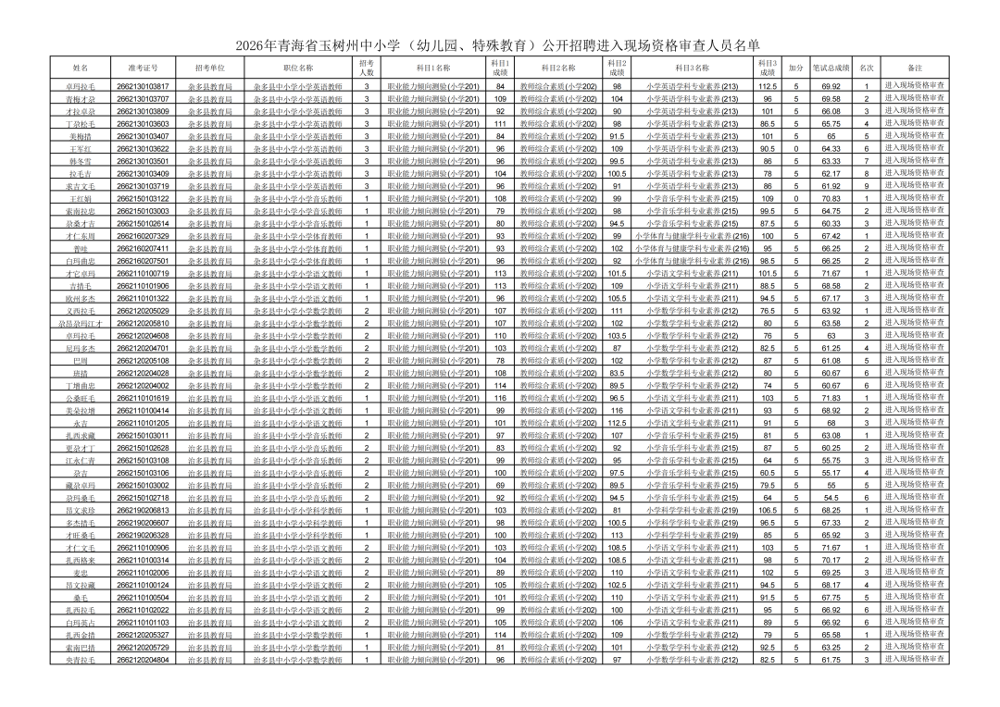 2026年青海省玉树州中小学（幼儿园、特殊教育）公开招聘进入现场资格审查人员名单
姓名 准考证号 招考单位 职位名称 招考人数 科目1名称 科目1成绩 科目2名称 科目2成绩 科目3名称 科目3成绩 加分 笔试总成绩 名次 备注
卓玛拉毛 2662130103817 杂多县教育局 杂多县中小学小学英语教师 3 职业能力倾向测验(小学201) 84 教师综合素质(小学202) 98 小学英语学科专业素养(213) 112.5 5 69.92 1 进入现场资格审查
青梅才尕 2662130103707 杂多县教育局 杂多县中小学小学英语教师 3 职业能力倾向测验(小学201) 109 教师综合素质(小学202) 104 小学英语学科专业素养(213) 96 5 69.58 2 进入现场资格审查
才拉卓尕 2662130103809 杂多县教育局 杂多县中小学小学英语教师 3 职业能力倾向测验(小学201) 92 教师综合素质(小学202) 90 小学英语学科专业素养(213) 101 5 66.08 3 进入现场资格审查
丁尕松毛 2662130103603 杂多县教育局 杂多县中小学小学英语教师 3 职业能力倾向测验(小学201) 111 教师综合素质(小学202) 98 小学英语学科专业素养(213) 86.5 5 65.75 4 进入现场资格审查
美梅措 2662130103407 杂多县教育局 杂多县中小学小学英语教师 3 职业能力倾向测验(小学201) 84 教师综合素质(小学202) 91.5 小学英语学科专业素养(213) 101 5 65 5 进入现场资格审查
王军红 2662130103622 杂多县教育局 杂多县中小学小学英语教师 3 职业能力倾向测验(小学201) 96 教师综合素质(小学202) 109 小学英语学科专业素养(213) 90.5 0 64.33 6 进入现场资格审查
韩冬雪 2662130103501 杂多县教育局 杂多县中小学小学英语教师 3 职业能力倾向测验(小学201) 96 教师综合素质(小学202) 99.5 小学英语学科专业素养(213) 86 5 63.33 7 进入现场资格审查
拉毛吉 2662130103409 杂多县教育局 杂多县中小学小学英语教师 3 职业能力倾向测验(小学201) 104 教师综合素质(小学202) 100.5 小学英语学科专业素养(213) 78 5 62.17 8 进入现场资格审查
求吉文毛 2662130103719 杂多县教育局 杂多县中小学小学英语教师 3 职业能力倾向测验(小学201) 96 教师综合素质(小学202) 91 小学英语学科专业素养(213) 86 5 61.92 9 进入现场资格审查
王红娟 2662150103122 杂多县教育局 杂多县中小学小学音乐教师 1 职业能力倾向测验(小学201) 108 教师综合素质(小学202) 99 小学音乐学科专业素养(215) 109 0 70.83 1 进入现场资格审查
索南拉忠 2662150103003 杂多县教育局 杂多县中小学小学音乐教师 1 职业能力倾向测验(小学201) 79 教师综合素质(小学202) 98 小学音乐学科专业素养(215) 99.5 5 64.75 2 进入现场资格审查
尕桑才吉 2662150102614 杂多县教育局 杂多县中小学小学音乐教师 1 职业能力倾向测验(小学201) 80 教师综合素质(小学202) 94.5 小学音乐学科专业素养(215) 87.5 5 60.33 3 进入现场资格审查
才仁东周 2662160207329 杂多县教育局 杂多县中小学小学体育教师 1 职业能力倾向测验(小学201) 93 教师综合素质(小学202) 99 小学体育与健康学科专业素养(216) 100 5 67.42 1 进入现场资格审查
普哇 2662160207411 杂多县教育局 杂多县中小学小学体育教师 1 职业能力倾向测验(小学201) 93 教师综合素质(小学202) 102 小学体育与健康学科专业素养(216) 95 5 66.25 2 进入现场资格审查
白玛曲忠 2662160207501 杂多县教育局 杂多县中小学小学体育教师 1 职业能力倾向测验(小学201) 96 教师综合素质(小学202) 92 小学体育与健康学科专业素养(216) 98.5 5 66.25 2 进入现场资格审查
才它卓玛 2662110100719 杂多县教育局 杂多县中小学小学语文教师 1 职业能力倾向测验(小学201) 113 教师综合素质(小学202) 101.5 小学语文学科专业素养(211) 101.5 5 71.67 1 进入现场资格审查
吉措毛 2662110101906 杂多县教育局 杂多县中小学小学语文教师 1 职业能力倾向测验(小学201) 113 教师综合素质(小学202) 109 小学语文学科专业素养(211) 88.5 5 68.58 2 进入现场资格审查
欧州多杰 2662110101322 杂多县教育局 杂多县中小学小学语文教师 1 职业能力倾向测验(小学201) 96 教师综合素质(小学202) 105.5 小学语文学科专业素养(211) 94.5 5 67.17 3 进入现场资格审查
义西拉毛 2662120205029 杂多县教育局 杂多县中小学小学数学教师 2 职业能力倾向测验(小学201) 107 教师综合素质(小学202) 111 小学数学学科专业素养(212) 76.5 5 63.92 1 进入现场资格审查
尕昂尕玛江才 2662120205810 杂多县教育局 杂多县中小学小学数学教师 2 职业能力倾向测验(小学201) 107 教师综合素质(小学202) 102 小学数学学科专业素养(212) 80 5 63.58 2 进入现场资格审查
卓玛拉毛 2662120204608 杂多县教育局 杂多县中小学小学数学教师 2 职业能力倾向测验(小学201) 110 教师综合素质(小学202) 103.5 小学数学学科专业素养(212) 76 5 63 3 进入现场资格审查
尼玛多杰 2662120204701 杂多县教育局 杂多县中小学小学数学教师 2 职业能力倾向测验(小学201) 103 教师综合素质(小学202) 87 小学数学学科专业素养(212) 82.5 5 61.25 4 进入现场资格审查
巴周 2662120205108 杂多县教育局 杂多县中小学小学数学教师 2 职业能力倾向测验(小学201) 78 教师综合素质(小学202) 102 小学数学学科专业素养(212) 87 5 61.08 5 进入现场资格审查
班措 2662120204028 杂多县教育局 杂多县中小学小学数学教师 2 职业能力倾向测验(小学201) 108 教师综合素质(小学202) 83.5 小学数学学科专业素养(212) 80 5 60.67 6 进入现场资格审查
丁增曲忠 2662120204002 杂多县教育局 杂多县中小学小学数学教师 2 职业能力倾向测验(小学201) 114 教师综合素质(小学202) 89.5 小学数学学科专业素养(212) 74 5 60.67 6 进入现场资格审查
公桑旺毛 2662110101619 治多县教育局 治多县中小学小学语文教师 1 职业能力倾向测验(小学201) 116 教师综合素质(小学202) 96.5 小学语文学科专业素养(211) 103 5 71.83 1 进入现场资格审查
美朵拉增 2662110100414 治多县教育局 治多县中小学小学语文教师 1 职业能力倾向测验(小学201) 99 教师综合素质(小学202) 116 小学语文学科专业素养(211) 93 5 68.92 2 进入现场资格审查
永吉 2662110101205 治多县教育局 治多县中小学小学语文教师 1 职业能力倾向测验(小学201) 101 教师综合素质(小学202) 112.5 小学语文学科专业素养(211) 91 5 68 3 进入现场资格审查
扎西求藏 2662150103011 治多县教育局 治多县中小学小学音乐教师 2 职业能力倾向测验(小学201) 97 教师综合素质(小学202) 107 小学音乐学科专业素养(215) 81 5 63.08 1 进入现场资格审查
更尕才丁 2662150102628 治多县教育局 治多县中小学小学音乐教师 2 职业能力倾向测验(小学201) 83 教师综合素质(小学202) 92 小学音乐学科专业素养(215) 87 5 60.25 2 进入现场资格审查
江永仁青 2662150103108 治多县教育局 治多县中小学小学音乐教师 2 职业能力倾向测验(小学201) 99 教师综合素质(小学202) 95 小学音乐学科专业素养(215) 64 5 55.75 3 进入现场资格审查
尕吉 2662150103106 治多县教育局 治多县中小学小学音乐教师 2 职业能力倾向测验(小学201) 100 教师综合素质(小学202) 97.5 小学音乐学科专业素养(215) 60.5 5 55.17 4 进入现场资格审查
藏尕卓玛 2662150103002 治多县教育局 治多县中小学小学音乐教师 2 职业能力倾向测验(小学201) 69 教师综合素质(小学202) 89.5 小学音乐学科专业素养(215) 79.5 5 55 5 进入现场资格审查
尕玛桑毛 2662150102718 治多县教育局 治多县中小学小学音乐教师 2 职业能力倾向测验(小学201) 92 教师综合素质(小学202) 94.5 小学音乐学科专业素养(215) 64 5 54.5 6 进入现场资格审查
昂文求珍 2662190206813 治多县教育局 治多县中小学小学科学教师 1 职业能力倾向测验(小学201) 103 教师综合素质(小学202) 81 小学科学学科专业素养(219) 106.5 5 68.25 1 进入现场资格审查
多杰措毛 2662190206607 治多县教育局 治多县中小学小学科学教师 1 职业能力倾向测验(小学201) 98 教师综合素质(小学202) 100.5 小学科学学科专业素养(219) 96.5 5 67.33 2 进入现场资格审查
才旺桑毛 2662190206328 治多县教育局 治多县中小学小学科学教师 1 职业能力倾向测验(小学201) 100 教师综合素质(小学202) 113 小学科学学科专业素养(219) 85 5 65.92 3 进入现场资格审查
才仁文毛 2662110100906 治多县教育局 治多县中小学小学语文教师 2 职业能力倾向测验(小学201) 103 教师综合素质(小学202) 108.5 小学语文学科专业素养(211) 103 5 71.67 1 进入现场资格审查
扎西格来 2662110100314 治多县教育局 治多县中小学小学语文教师 2 职业能力倾向测验(小学201) 104 教师综合素质(小学202) 108.5 小学语文学科专业素养(211) 98 5 70.17 2 进入现场资格审查
麦忠 2662110102006 治多县教育局 治多县中小学小学语文教师 2 职业能力倾向测验(小学201) 89 教师综合素质(小学202) 110 小学语文学科专业素养(211) 102 5 69.25 3 进入现场资格审查
昂文拉藏 2662110100124 治多县教育局 治多县中小学小学语文教师 2 职业能力倾向测验(小学201) 105 教师综合素质(小学202) 102.5 小学语文学科专业素养(211) 94.5 5 68.17 4 进入现场资格审查
桑毛 2662110100504 治多县教育局 治多县中小学小学语文教师 2 职业能力倾向测验(小学201) 101 教师综合素质(小学202) 110 小学语文学科专业素养(211) 91.5 5 67.75 5 进入现场资格审查
扎西拉毛 2662110102022 治多县教育局 治多县中小学小学语文教师 2 职业能力倾向测验(小学201) 99 教师综合素质(小学202) 100 小学语文学科专业素养(211) 95 5 66.92 6 进入现场资格审查
白玛英占 2662110101103 治多县教育局 治多县中小学小学语文教师 2 职业能力倾向测验(小学201) 105 教师综合素质(小学202) 106 小学语文学科专业素养(211) 89 5 66.92 6 进入现场资格审查
扎西金措 2662120205327 治多县教育局 治多县中小学小学数学教师 1 职业能力倾向测验(小学201) 114 教师综合素质(小学202) 109 小学数学学科专业素养(212) 79 5 65.58 1 进入现场资格审查
索南巴措 2662120205729 治多县教育局 治多县中小学小学数学教师 1 职业能力倾向测验(小学201) 92.5 教师综合素质(小学202) 101 小学数学学科专业素养(212) 81.5 5 63.25 2 进入现场资格审查
央青拉毛 2662120204804 治多县教育局 治多县中小学小学数学教师 1 职业能力倾向测验(小学201) 96 教师综合素质(小学202) 97 小学数学学科专业素养(212) 82.5 5 61.75 3 进入现场资格审查